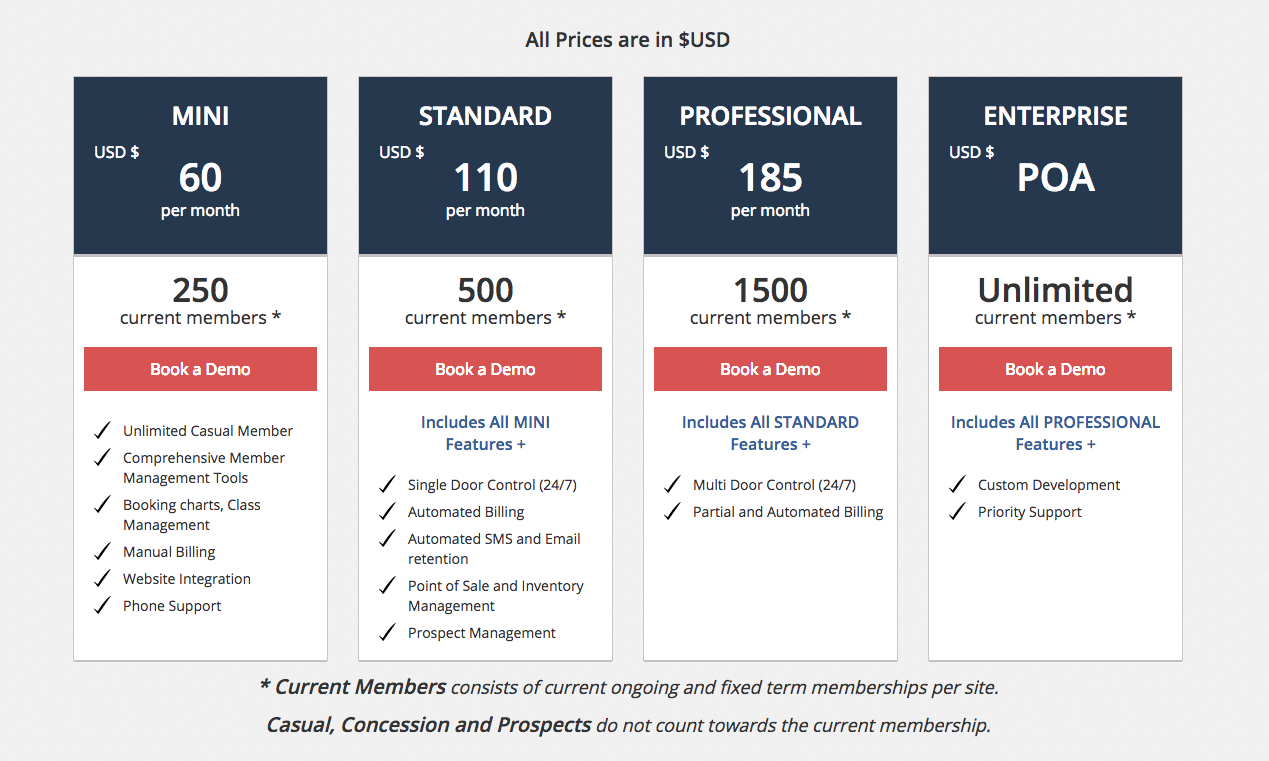 All Prices are in $USD
MINI
USD $
60
per month
250
current members *
Book a Demo
Unlimited Casual Member
Comprehensive Member
Management Tools
Booking charts, Class
Management
Manual Billing
Website Integration
Phone Support
STANDARD
USD $
110
per month
500
current members *
Book a Demo
Includes All MINI
Features +
Single Door Control (24/7)
Automated Billing
Automated SMS and Email
retention
Point of Sale and Inventory
Management
Prospect Management
PROFESSIONAL
USD $
185
per month
1500
current members *
Book a Demo
Includes All STANDARD
Features +
Multi Door Control (24/7)
Partial and Automated Billing
ENTERPRISE
USD $
POA
Unlimited
current members *
Book a Demo
Includes All PROFESSIONAL
Features +
Custom Development
Priority Support
* Current Members consists of current ongoing and fixed term memberships per site.
Casual, Concession and Prospects do not count towards the current membership.